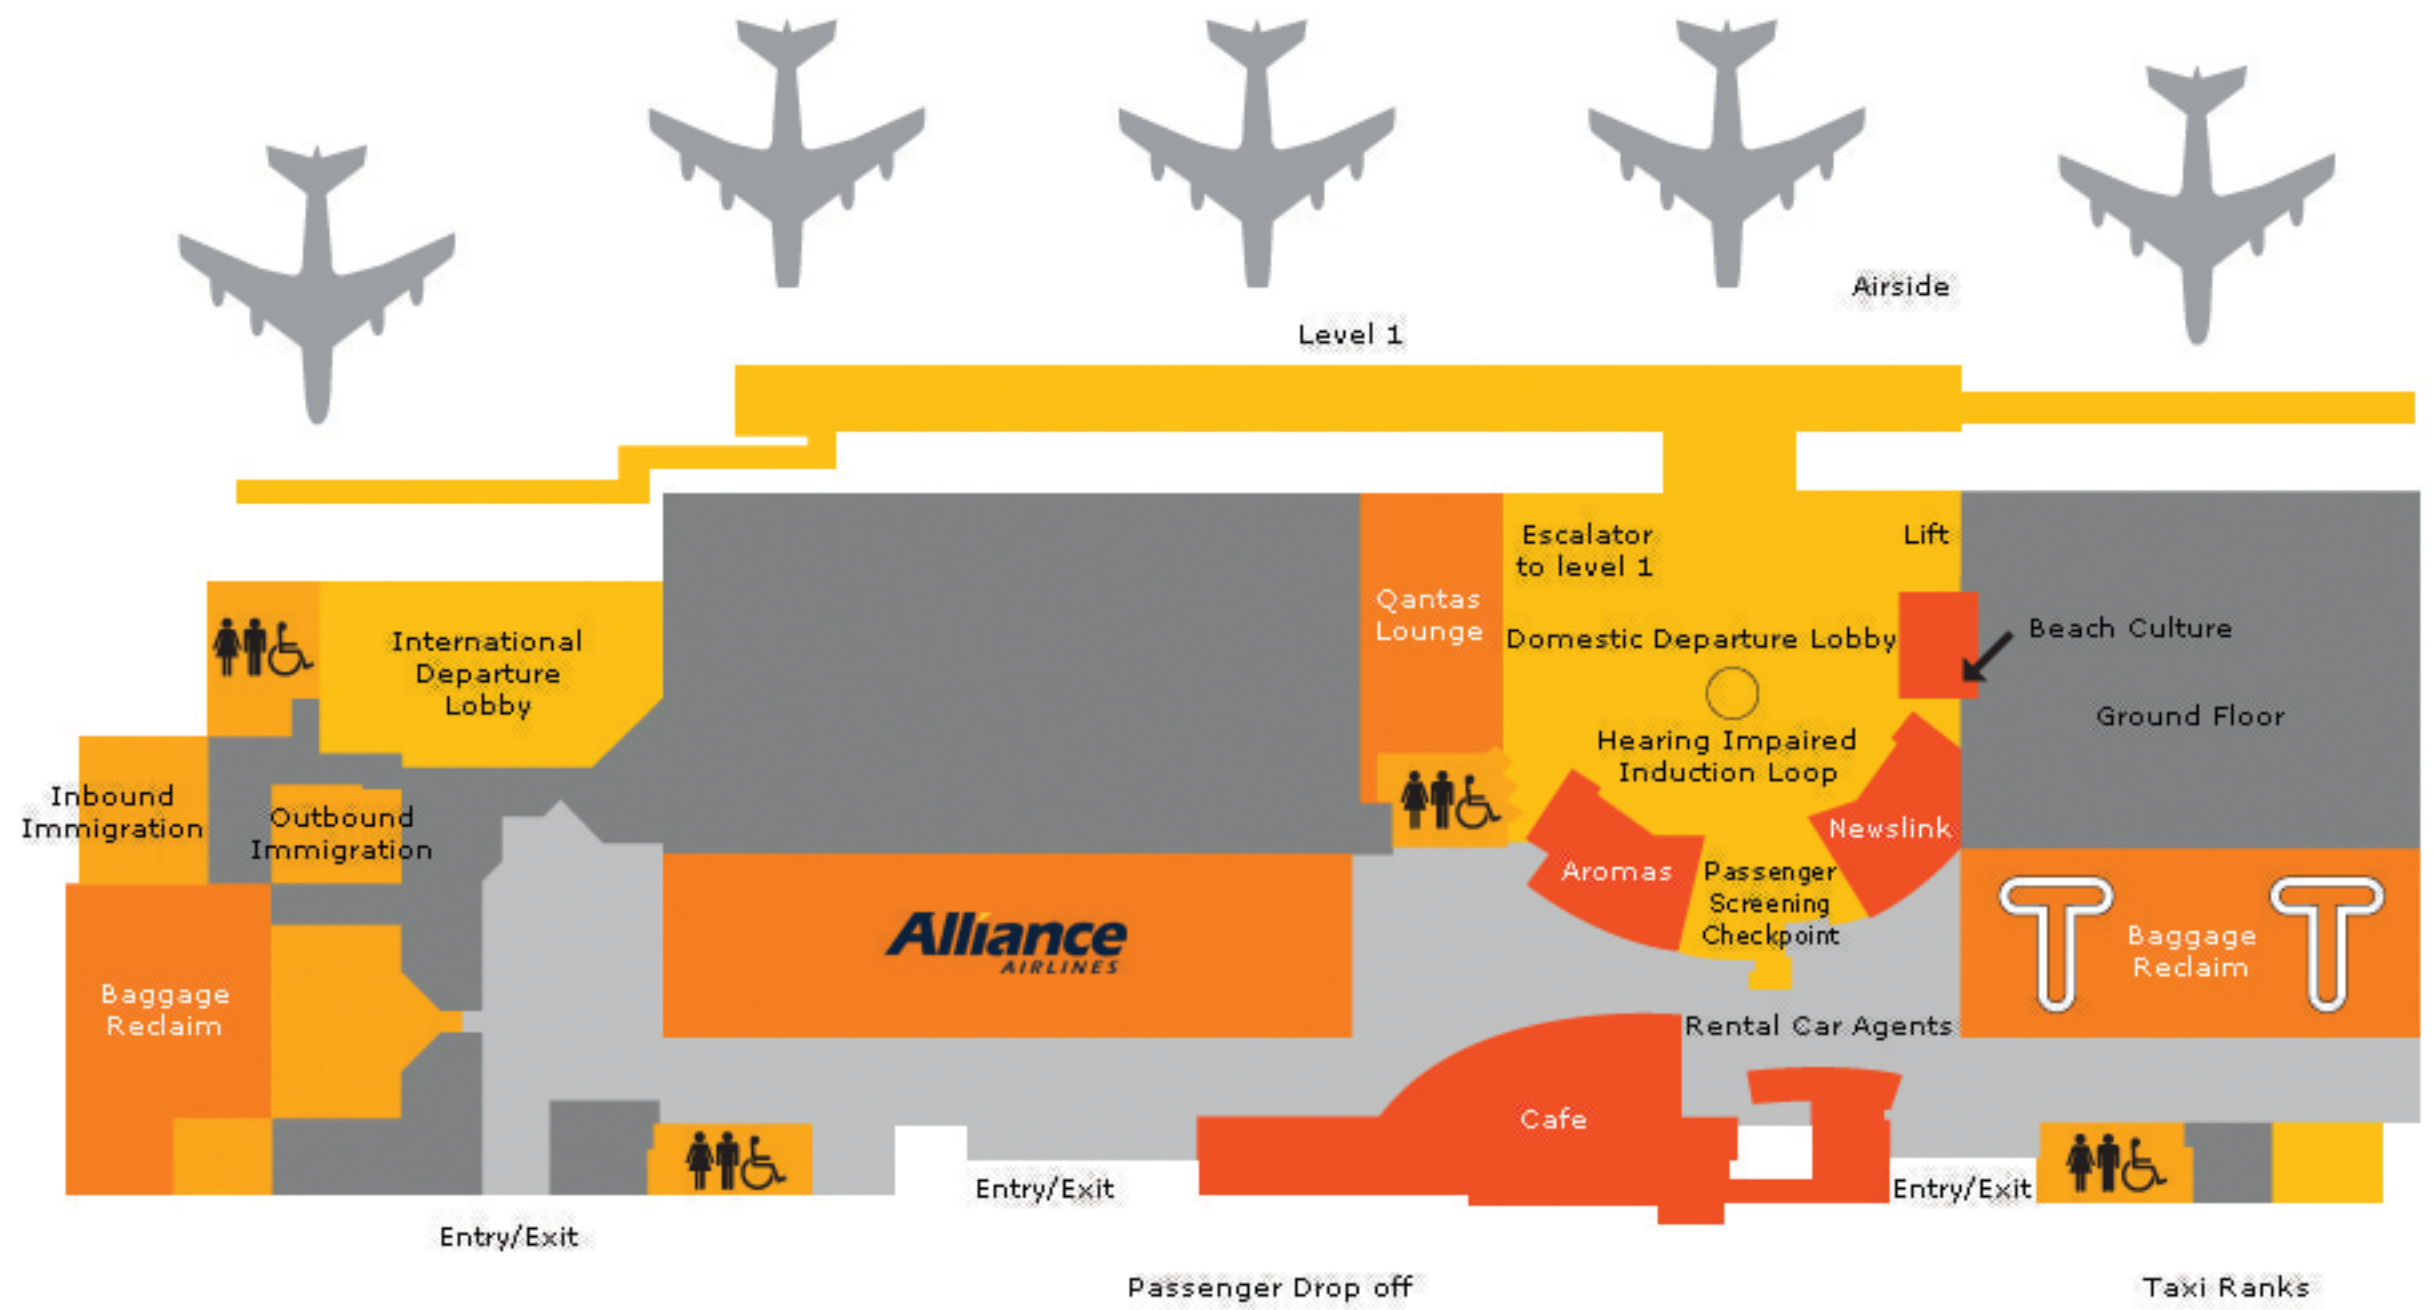 Airside
Level 1
Escalator
to level 1
Lift
Qantas
Lounge
Domestic Departure Lobby
Beach Culture
Ground Floor
International
Departure
Lobby
Hearing Impaired
Induction Loop
Inbound
Immigration
Outbound
Immigration
Newslink
Aromas
Passenger
Screening
Checkpoint
Alliance
AIRLINES
Baggage
Reclaim
Baggage
Reclaim
Rental Car Agents
Cafe
Entry/Exit
Entry/Exit
Entry/Exit
Passenger Drop off
Taxi Ranks